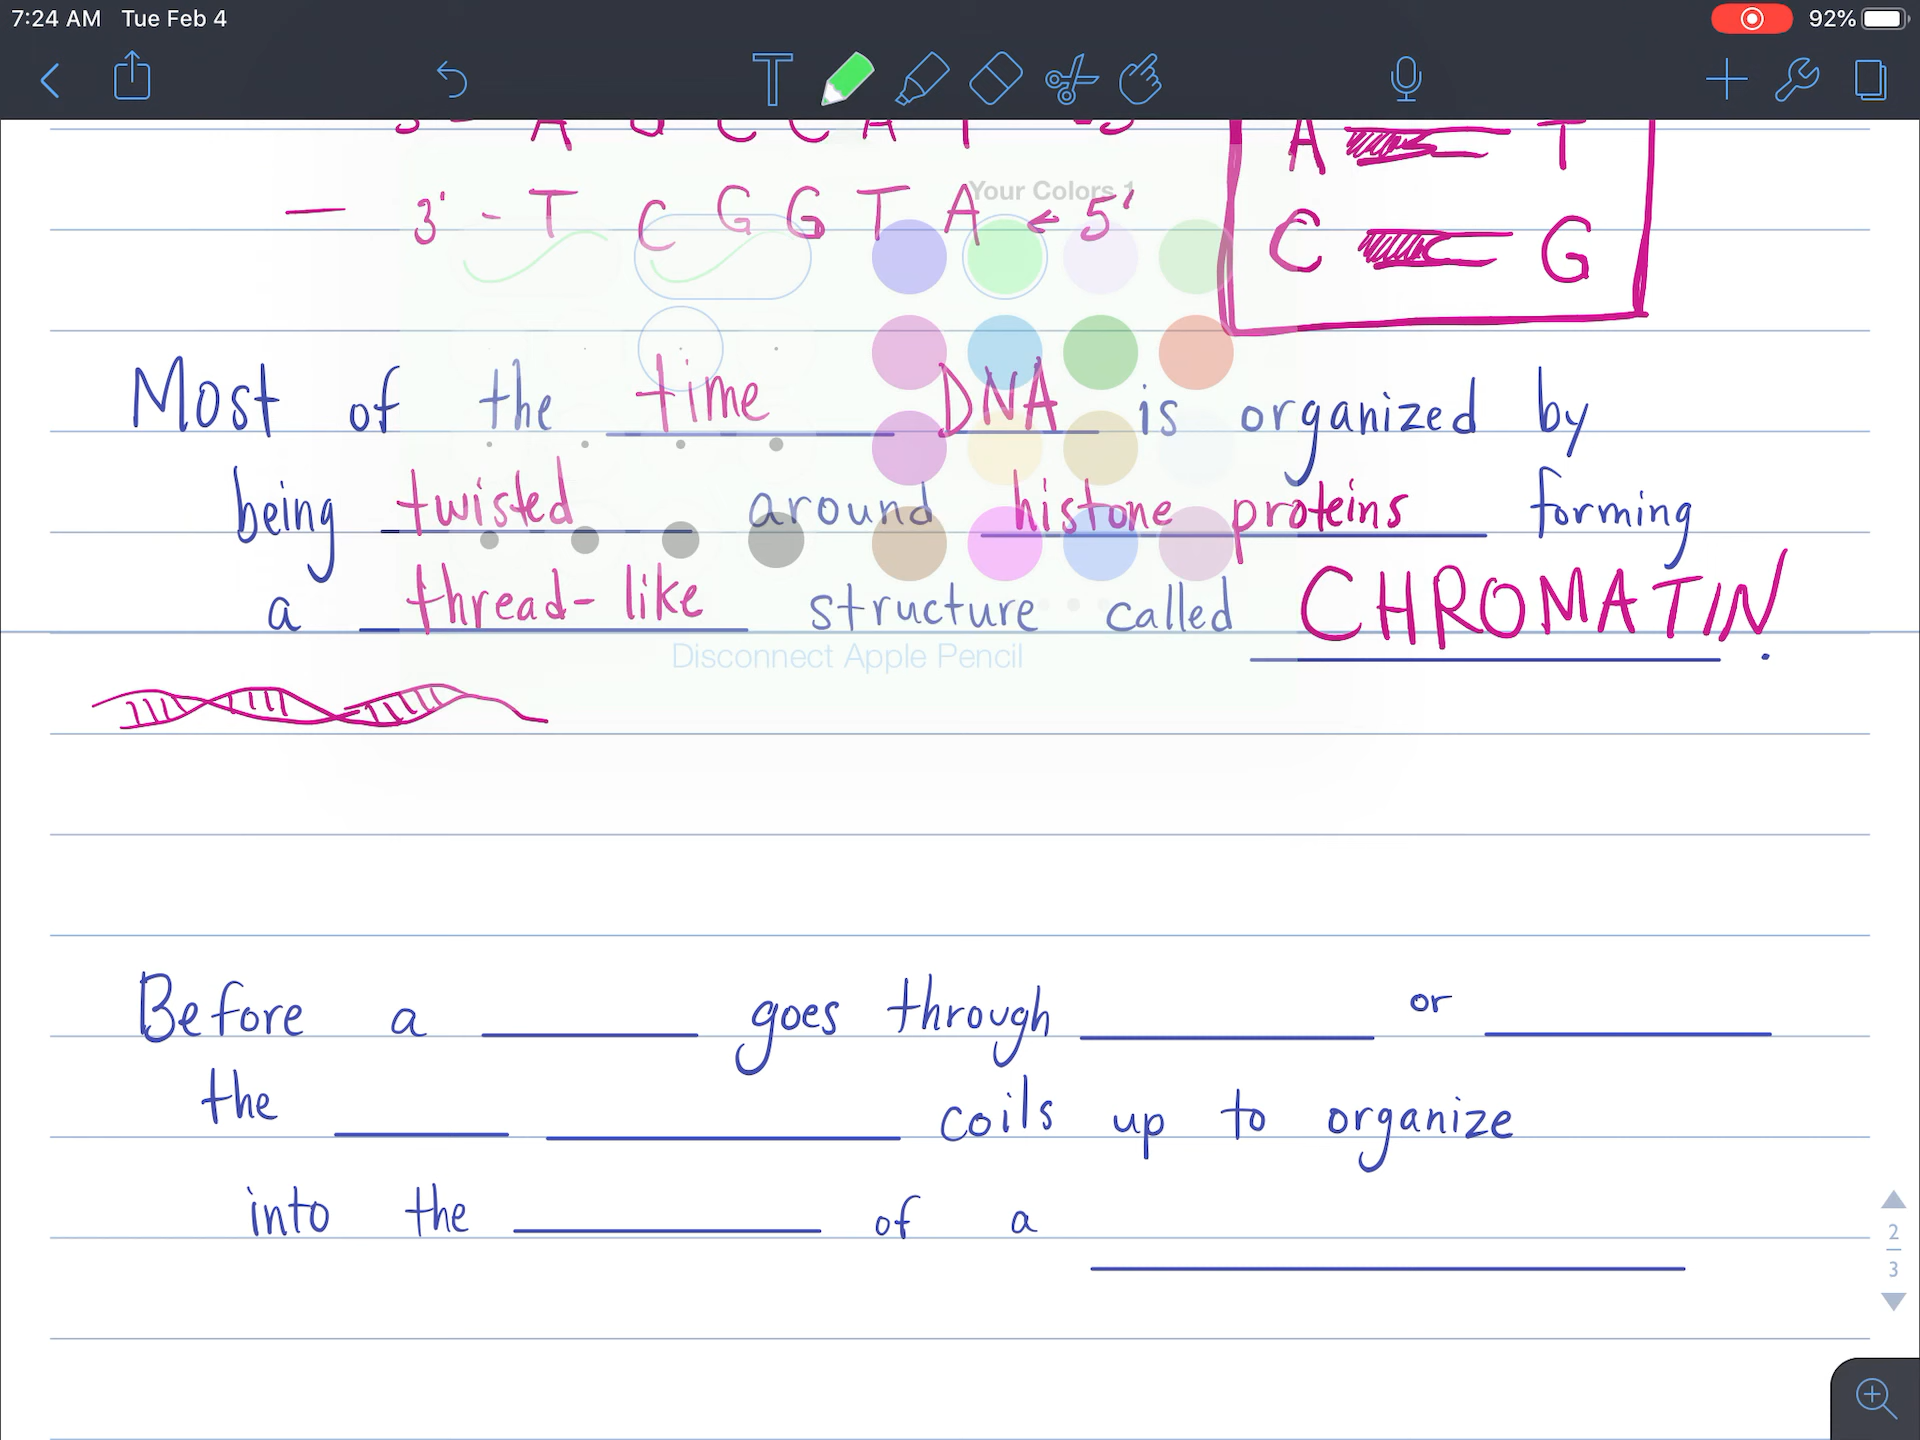 7:24 AM Tue Feb 4
92%
Your Colors 1
A T
— 3' - T C G G T A ← 5'
C G
Most of the time DNA is organized by
being twisted around histone proteins forming
a thread-like structure called CHROMATIN.
Disconnect Apple Pencil
Before a goes through or
the coils up to organize
into the of a
2
3